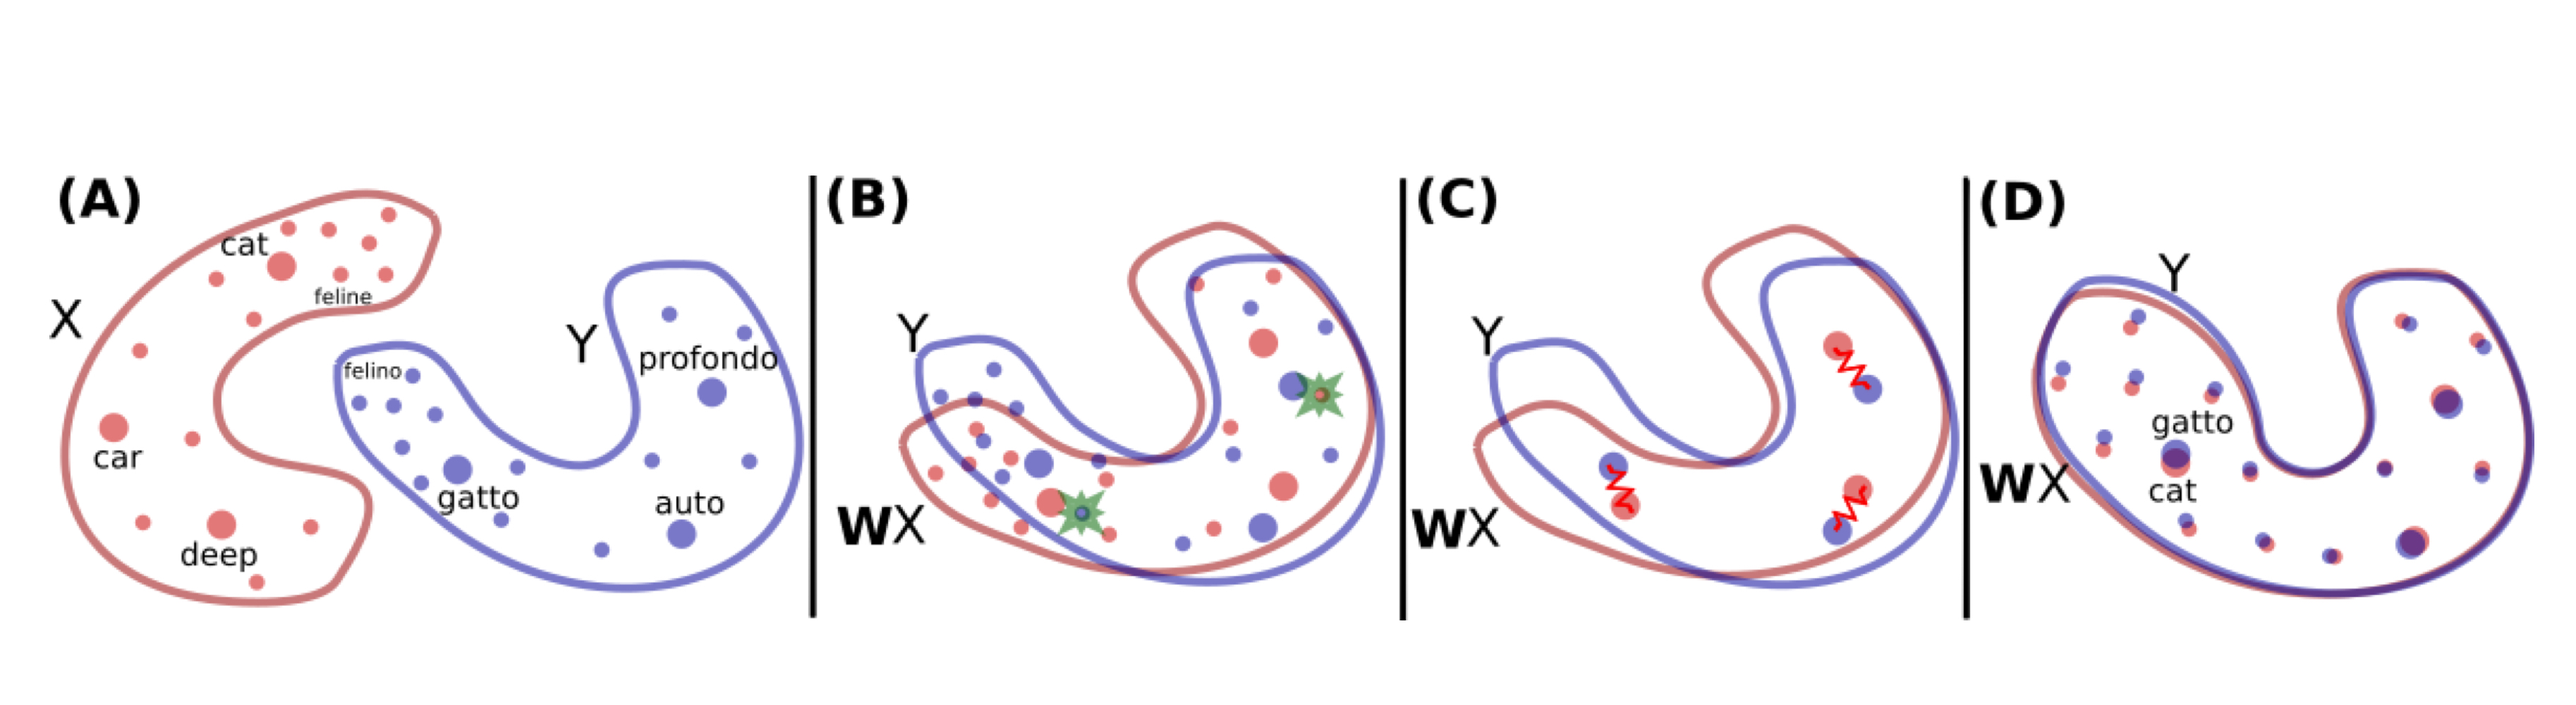 (A)
X
cat
feline
car
deep
Y
felino
profondo
gatto
auto
(B)
Y
WX
(C)
Y
WX
(D)
Y
gatto
WX
cat